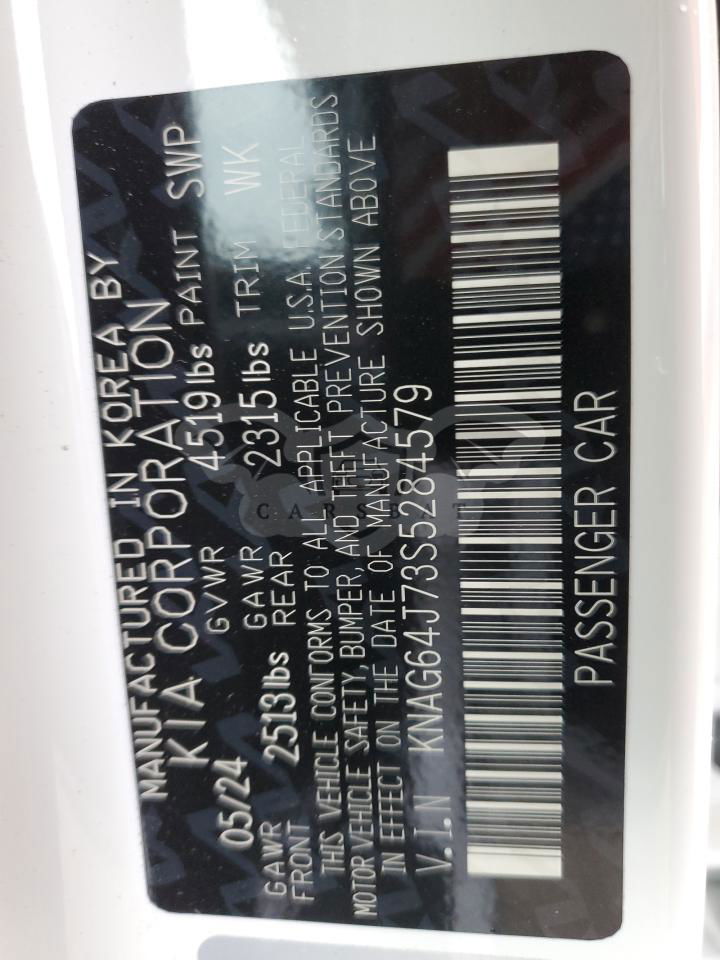 MANUFACTURED IN KOREA BY
KIA CORPORATION
05/24 GVWR 4519lbs PAINT SWP
GAWR FRONT 2513lbs GAWR REAR 2315lbs TRIM WK
THIS VEHICLE CONFORMS TO ALL APPLICABLE U.S.A. FEDERAL
MOTOR VEHICLE SAFETY, BUMPER, AND THEFT PREVENTION STANDARDS
IN EFFECT ON THE DATE OF MANUFACTURE SHOWN ABOVE
V.I.N KNAG64J73S5284579
PASSENGER CAR
CARSBAT